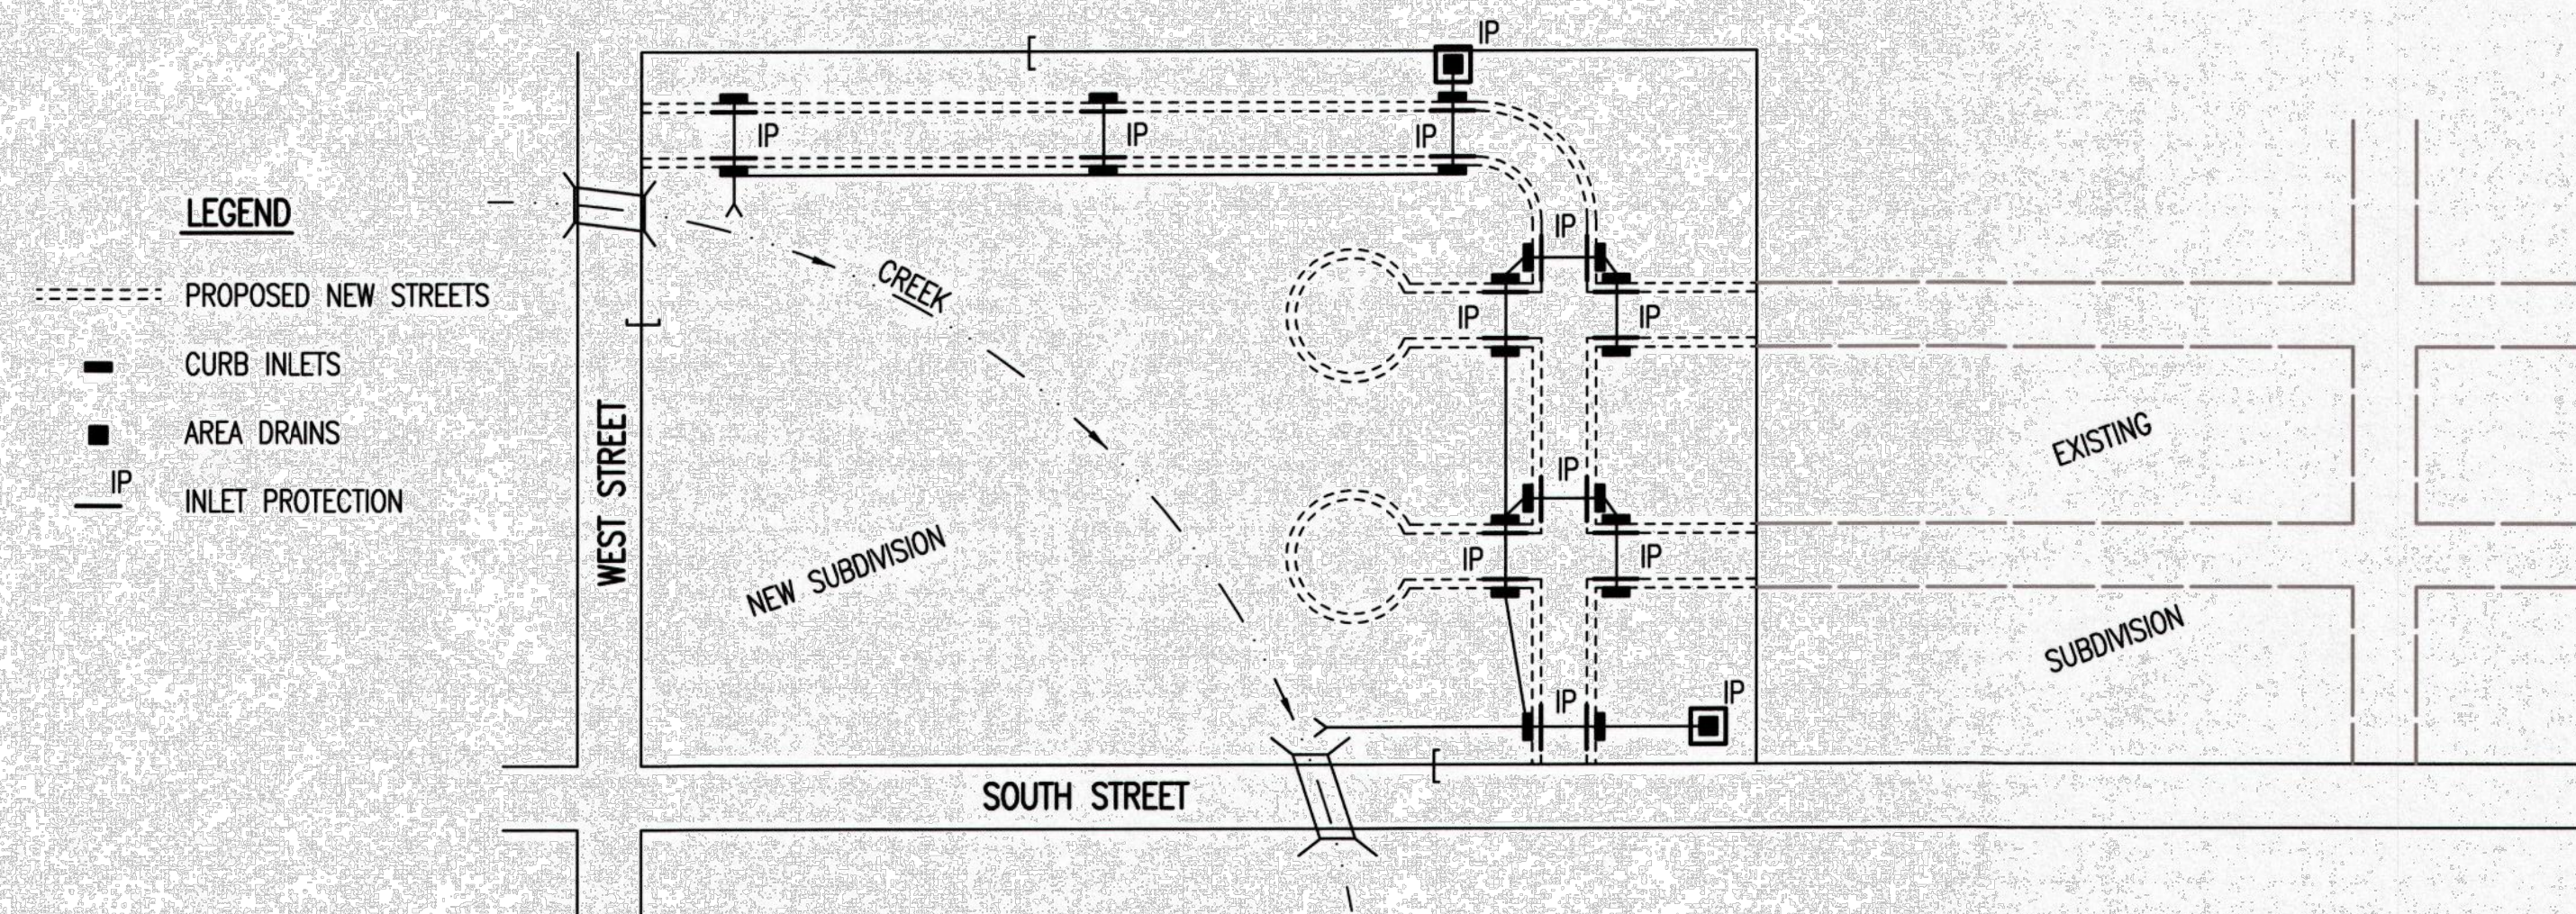 IP
IP
IP
IP
LEGEND
PROPOSED NEW STREETS
CURB INLETS
AREA DRAINS
IP
INLET PROTECTION
WEST STREET
CREEK
NEW SUBDIVISION
IP
IP
IP
IP
IP
IP
IP
IP
SOUTH STREET
EXISTING
SUBDIVISION